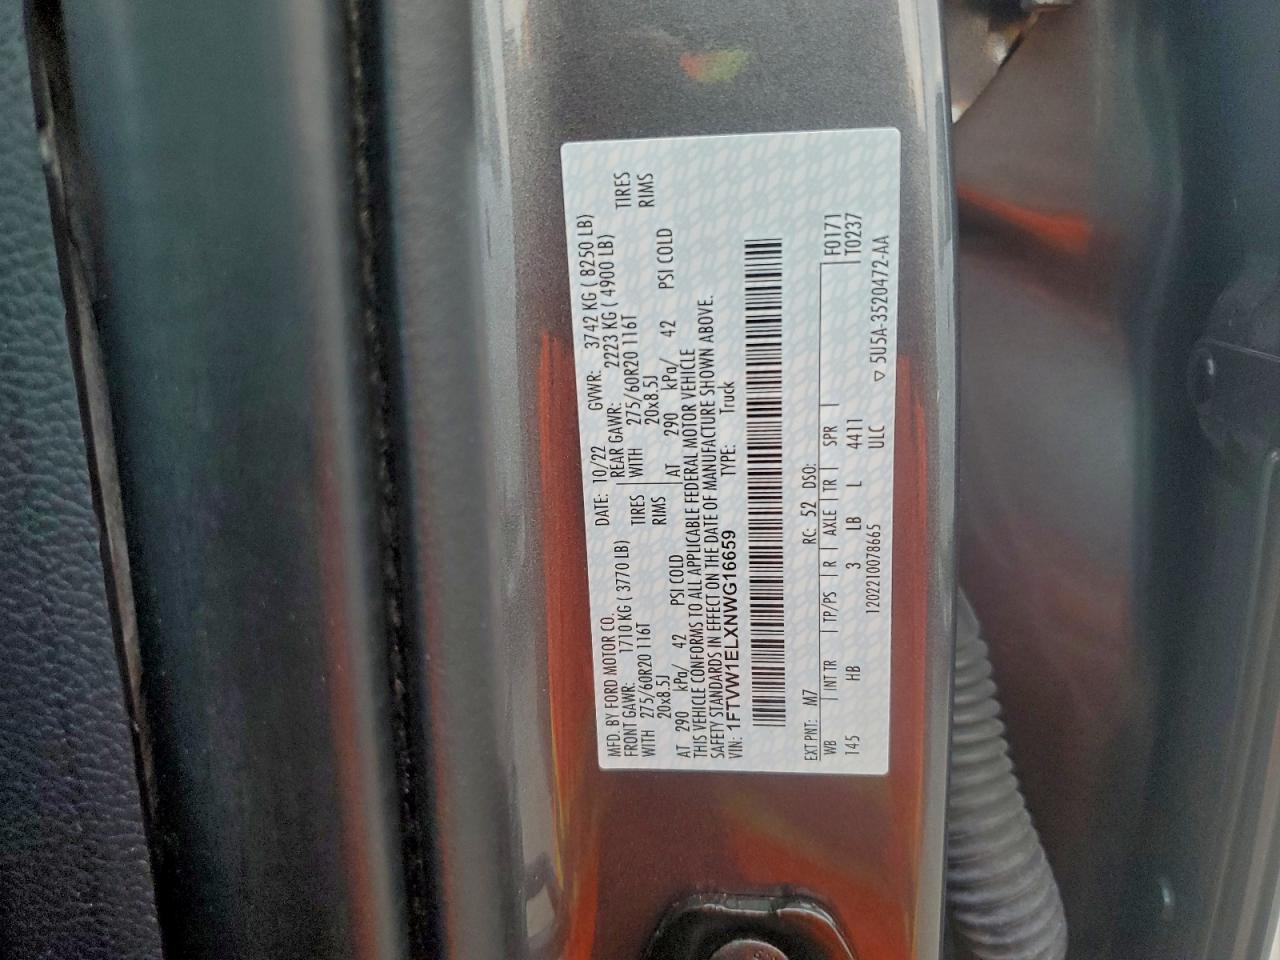 MFD. BY FORD MOTOR CO.
DATE: 10/22 GVWR: 3742 KG ( 8250 LB)
FRONT GAWR: 1710 KG ( 3770 LB) REAR GAWR: 2223 KG ( 4900 LB)
WITH 275/60R20 116T TIRES WITH 275/60R20 116T TIRES
20x8.5J RIMS 20x8.5J RIMS
AT 290 kPa/ 42 PSI COLD AT 290 kPa/ 42 PSI COLD
THIS VEHICLE CONFORMS TO ALL APPLICABLE FEDERAL MOTOR VEHICLE
SAFETY STANDARDS IN EFFECT ON THE DATE OF MANUFACTURE SHOWN ABOVE.
VIN: 1FTVW1ELXNWG16659 TYPE: Truck
EXT PNT: M7 RC: 52 DSO:
WB INT TR TP/PS R AXLE TR SPR F0171
145 HB 3 LB L 4411 T0237
1202210078665 ULC ▽ 5U5A-3520472-AA